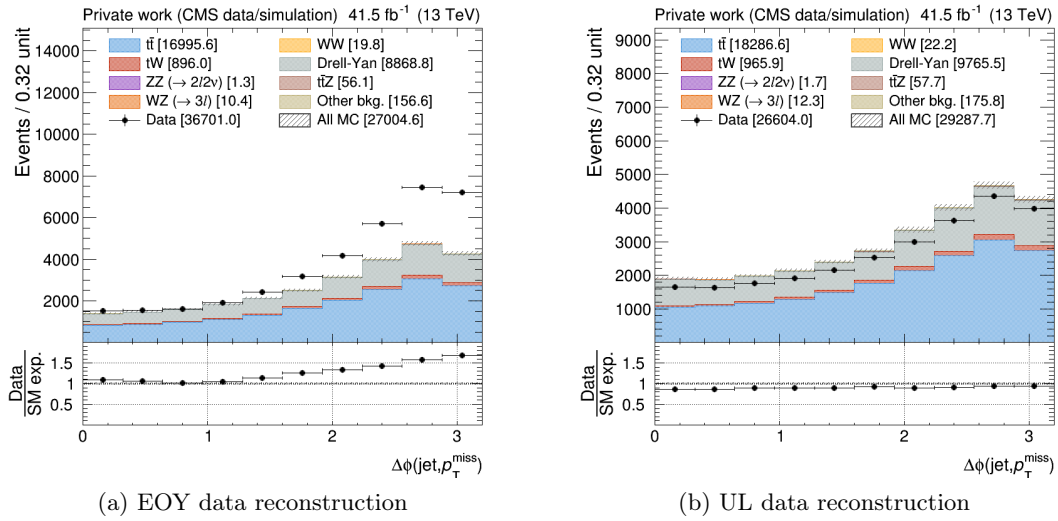 Private work (CMS data/simulation) 41.5 fb⁻¹ (13 TeV)
Events / 0.32 unit
14000
12000
10000
8000
6000
4000
2000
tt̄ [16995.6]
WW [19.8]
tW [896.0]
Drell-Yan [8868.8]
ZZ (→ 2l2ν) [1.3]
tt̄Z [56.1]
WZ (→ 3l) [10.4]
Other bkg. [156.6]
Data [36701.0]
All MC [27004.6]
Data
SM exp.
1.5
1
0.5
0 1 2 3
Δϕ(jet,p_T^miss)
(a) EOY data reconstruction
Private work (CMS data/simulation) 41.5 fb⁻¹ (13 TeV)
Events / 0.32 unit
9000
8000
7000
6000
5000
4000
3000
2000
1000
tt̄ [18286.6]
WW [22.2]
tW [965.9]
Drell-Yan [9765.5]
ZZ (→ 2l2ν) [1.7]
tt̄Z [57.7]
WZ (→ 3l) [12.3]
Other bkg. [175.8]
Data [26604.0]
All MC [29287.7]
Data
SM exp.
1.5
1
0.5
0 1 2 3
Δϕ(jet,p_T^miss)
(b) UL data reconstruction